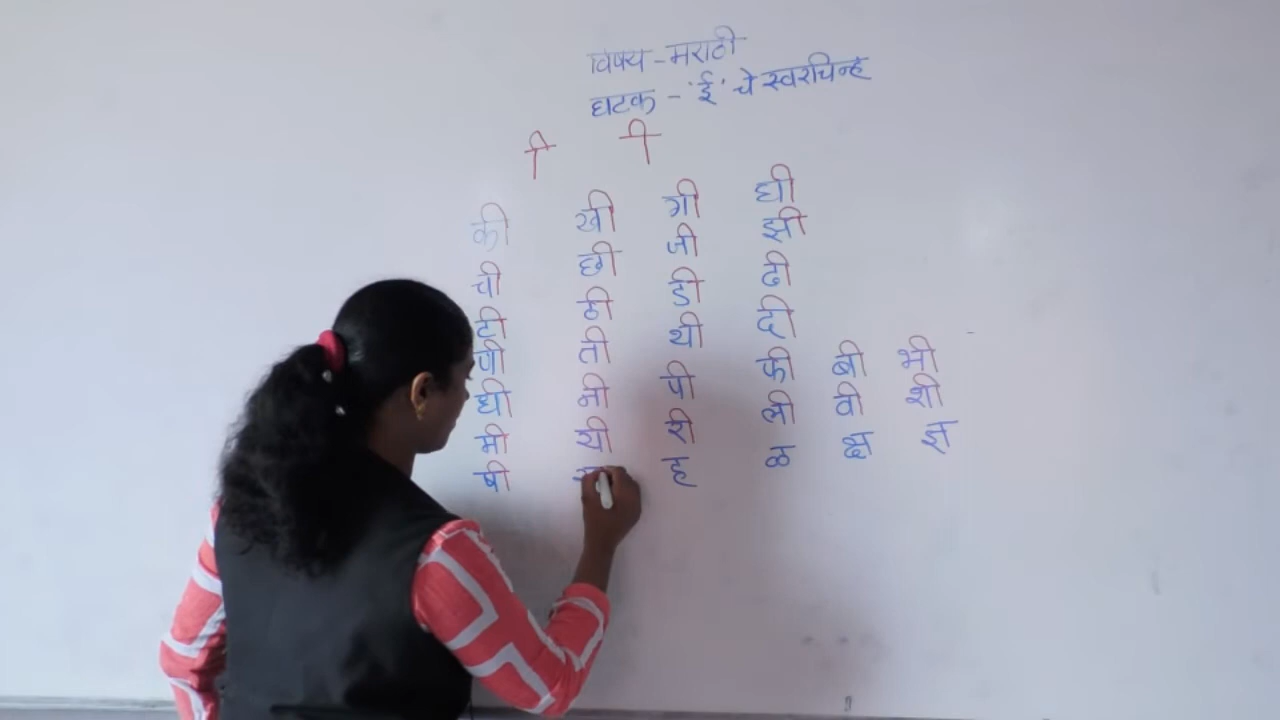 विषय - मराठी
घटक - 'ई' चे स्वरचिन्ह
ी ी
की खी गी घी
ची छी जी झी
टी ठी डी ढी
णी ती थी दी
धी नी पी फी बी भी
मी यी री ली वी शी
षी ह ळ क्ष ज्ञ